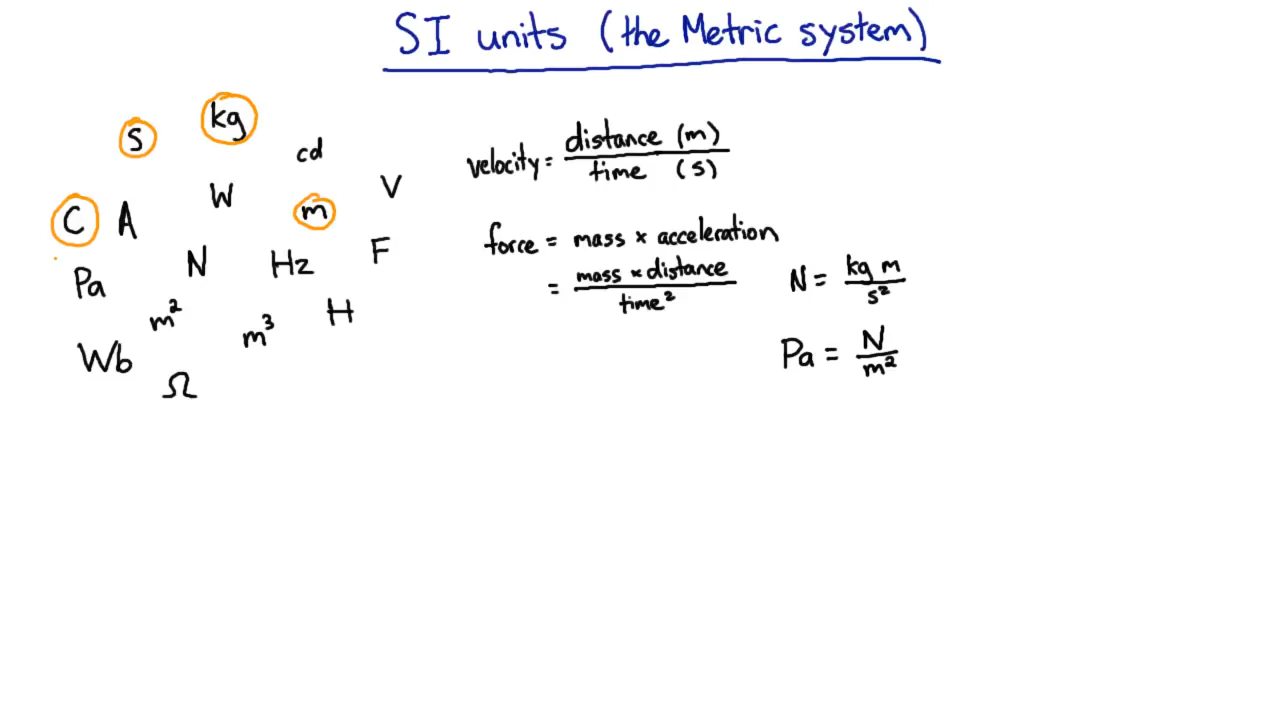 SI units (the Metric system)
s kg cd
C A W m V
Pa N Hz F
m² m³ H
Wb Ω
velocity = distance (m) / time (s)
force = mass × acceleration
= mass × distance / time²
N = kg m / s²
Pa = N / m²